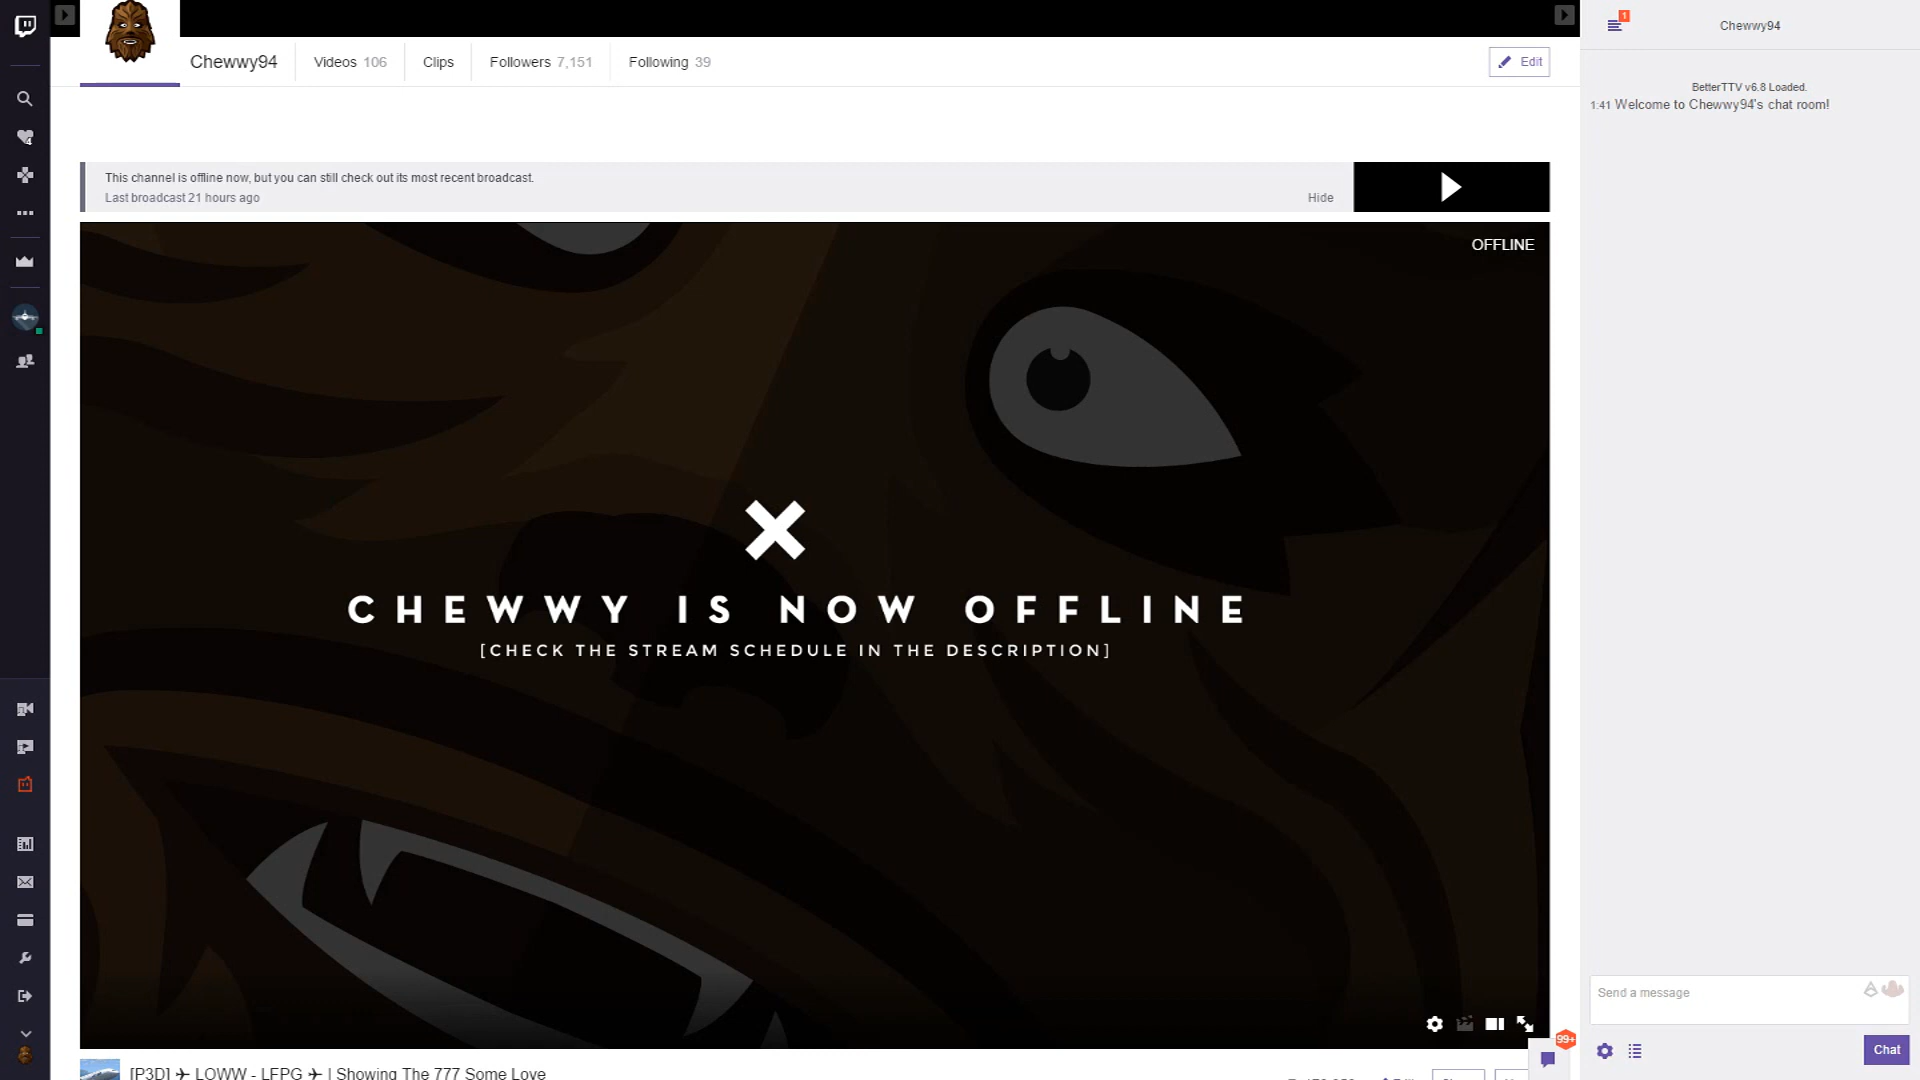 Chewwy94
Videos 106
Clips
Followers 7,151
Following 39
Edit
This channel is offline now, but you can still check out its most recent broadcast.
Last broadcast 21 hours ago
Hide
OFFLINE
CHEWWY IS NOW OFFLINE
[CHECK THE STREAM SCHEDULE IN THE DESCRIPTION]
[P3D] ✈ LOWW - LFPG ✈ | Showing The 777 Some Love
99+
4
1
Chewwy94
BetterTTV v6.8 Loaded.
1:41 Welcome to Chewwy94's chat room!
Send a message
Chat